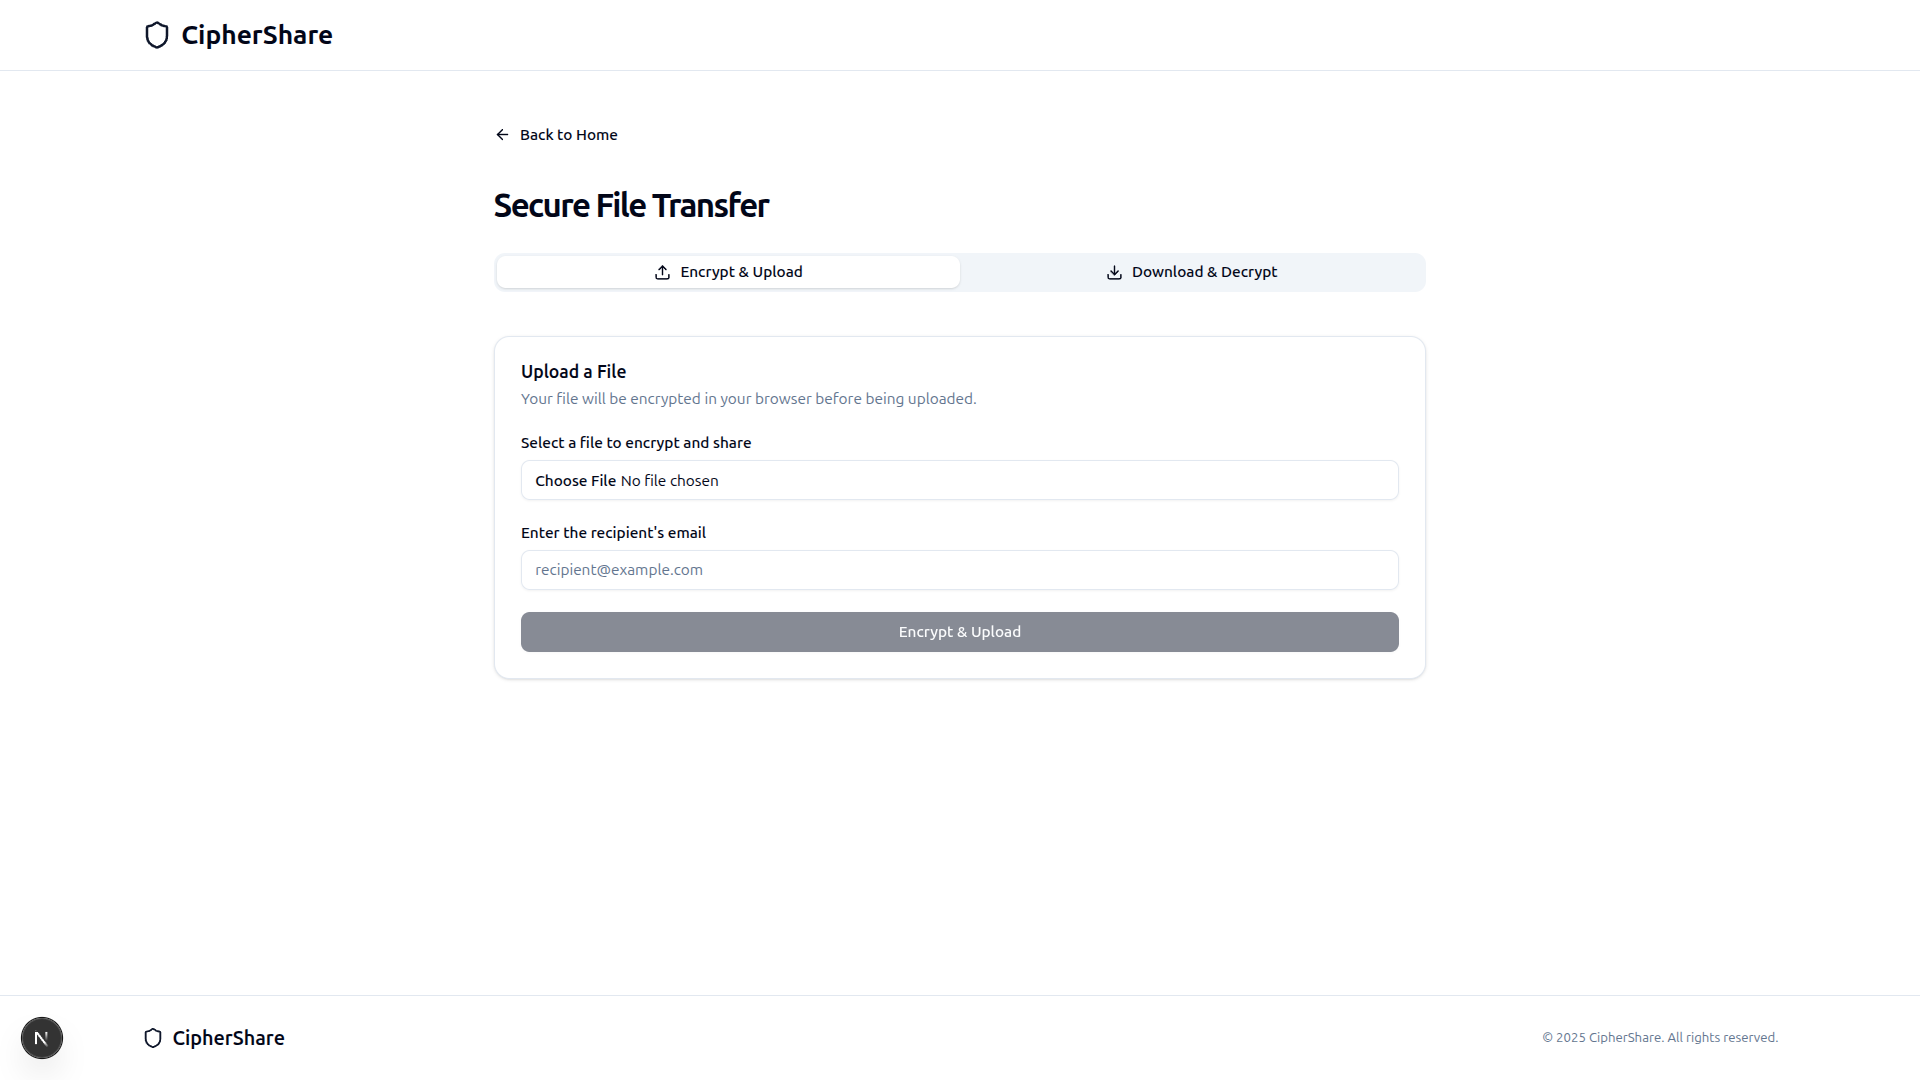 CipherShare
Back to Home
Secure File Transfer
Encrypt & Upload
Download & Decrypt
Upload a File
Your file will be encrypted in your browser before being uploaded.
Select a file to encrypt and share
Choose File No file chosen
Enter the recipient's email
recipient@example.com
Encrypt & Upload
N
CipherShare
© 2025 CipherShare. All rights reserved.